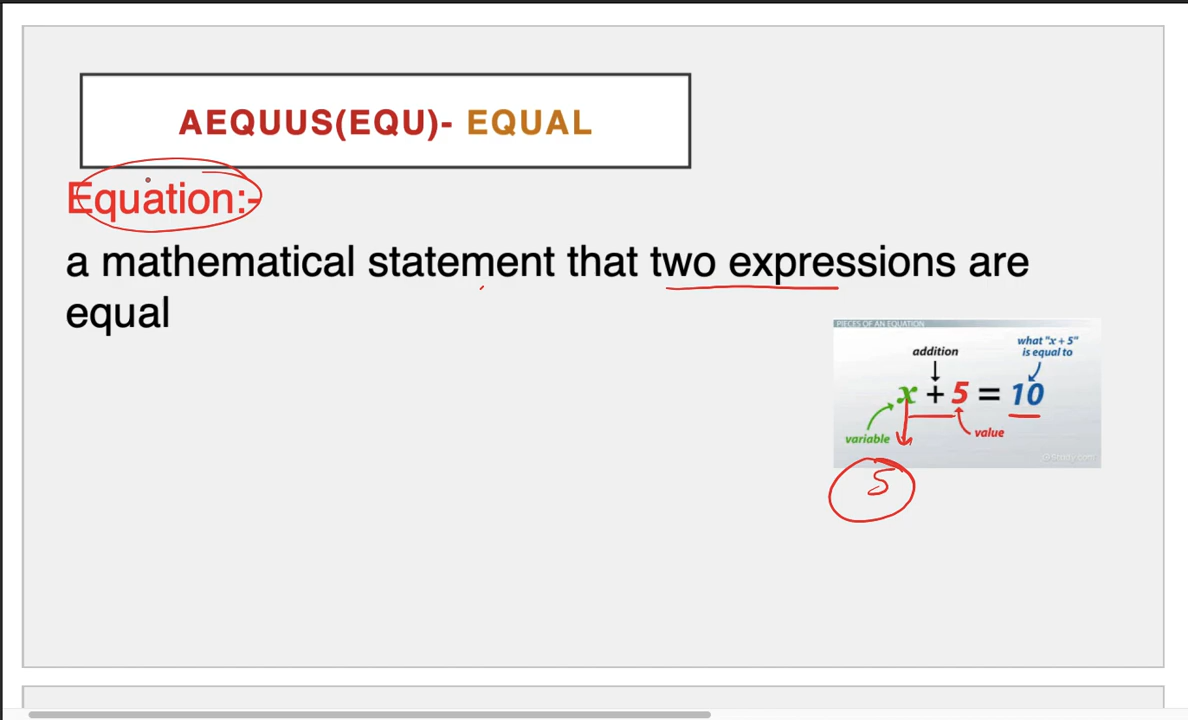 AEQUUS(EQU)- EQUAL
Equation:-
a mathematical statement that two expressions are
equal
PIECES OF AN EQUATION
what "x + 5"
is equal to
addition
x + 5 = 10
variable
value
5